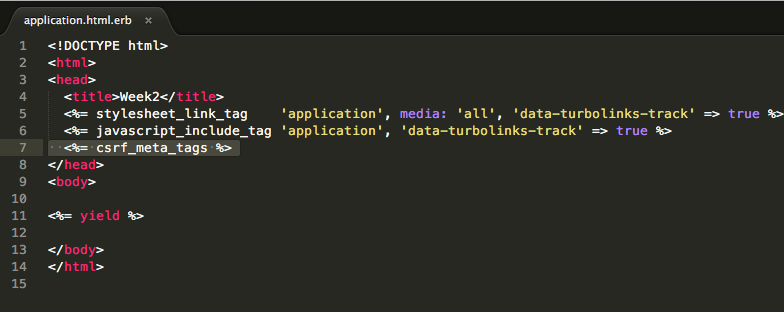 application.html.erb ×
1 <!DOCTYPE html>
2 <html>
3 <head>
4   <title>Week2</title>
5   <%= stylesheet_link_tag    'application', media: 'all', 'data-turbolinks-track' => true %>
6   <%= javascript_include_tag 'application', 'data-turbolinks-track' => true %>
7   <%= csrf_meta_tags %>
8 </head>
9 <body>
10
11 <%= yield %>
12
13 </body>
14 </html>
15